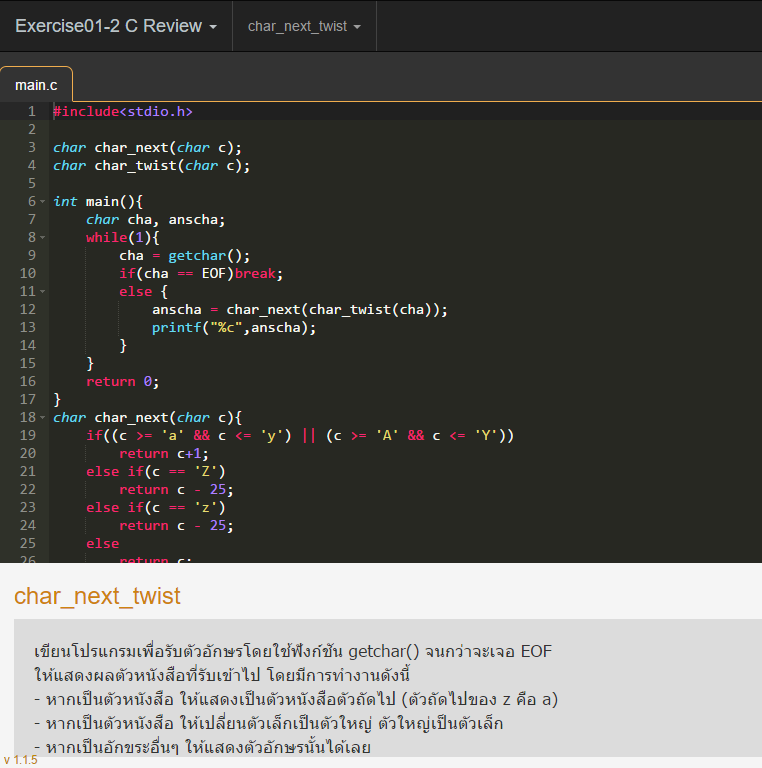 Exercise01-2 C Review char_next_twist
main.c
1 #include<stdio.h>
2
3 char char_next(char c);
4 char char_twist(char c);
5
6 int main(){
7 char cha, anscha;
8 while(1){
9 cha = getchar();
10 if(cha == EOF)break;
11 else {
12 anscha = char_next(char_twist(cha));
13 printf("%c",anscha);
14 }
15 }
16 return 0;
17 }
18 char char_next(char c){
19 if((c >= 'a' && c <= 'y') || (c >= 'A' && c <= 'Y'))
20 return c+1;
21 else if(c == 'Z')
22 return c - 25;
23 else if(c == 'z')
24 return c - 25;
25 else
26 return c;
char_next_twist
เขียนโปรแกรมเพื่อรับตัวอักษรโดยใช้ฟังก์ชัน getchar() จนกว่าจะเจอ EOF
ให้แสดงผลตัวหนังสือที่รับเข้าไป โดยมีการทำงานดังนี้
- หากเป็นตัวหนังสือ ให้แสดงเป็นตัวหนังสือตัวถัดไป (ตัวถัดไปของ z คือ a)
- หากเป็นตัวหนังสือ ให้เปลี่ยนตัวเล็กเป็นตัวใหญ่ ตัวใหญ่เป็นตัวเล็ก
- หากเป็นอักขระอื่นๆ ให้แสดงตัวอักษรนั้นได้เลย
v 1.1.5